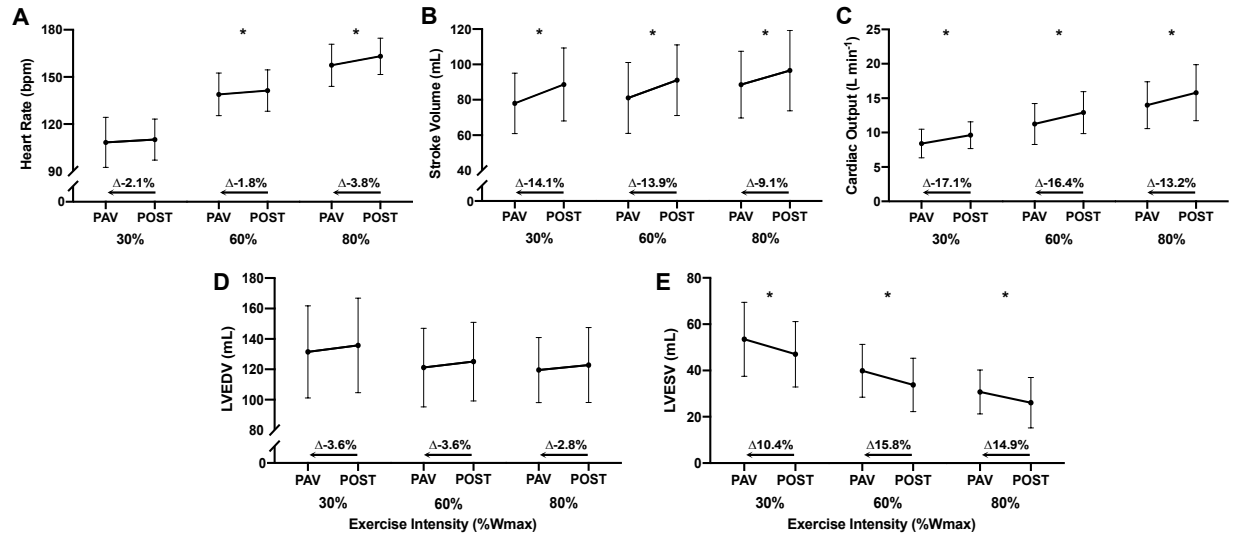 A
Heart Rate (bpm)
180
150
120
90
0
*
*
Δ-2.1%
Δ-1.8%
Δ-3.8%
PAV POST PAV POST PAV POST
30% 60% 80%
B
Stroke Volume (mL)
120
100
80
60
40
0
*
*
*
Δ-14.1%
Δ-13.9%
Δ-9.1%
PAV POST PAV POST PAV POST
30% 60% 80%
C
Cardiac Output (L min⁻¹)
25
20
15
10
5
0
*
*
*
Δ-17.1%
Δ-16.4%
Δ-13.2%
PAV POST PAV POST PAV POST
30% 60% 80%
D
LVEDV (mL)
180
160
140
120
100
80
0
Δ-3.6%
Δ-3.6%
Δ-2.8%
PAV POST PAV POST PAV POST
30% 60% 80%
Exercise Intensity (%Wmax)
E
LVESV (mL)
80
60
40
20
0
*
*
*
Δ10.4%
Δ15.8%
Δ14.9%
PAV POST PAV POST PAV POST
30% 60% 80%
Exercise Intensity (%Wmax)